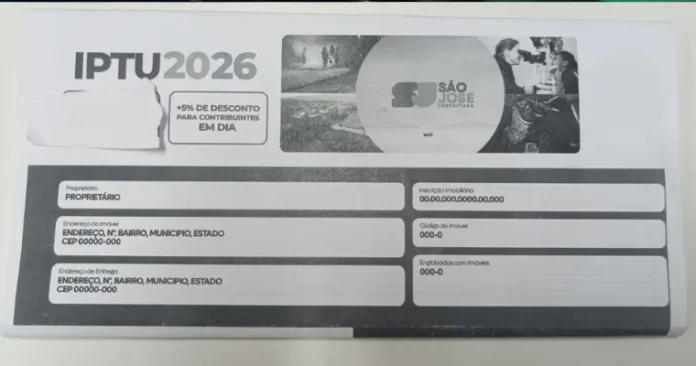 IPTU2026
+5% DE DESCONTO
PARA CONTRIBUINTES
EM DIA
SÃO
JOSÉ
PREFEITURA
Proprietário
PROPRIETÁRIO
Inscrição Imobiliária
00.00.000.0000.00.000
Endereço do Imóvel
ENDEREÇO, Nº, BAIRRO, MUNICIPIO, ESTADO
CEP 00000-000
Código do Imóvel
000-0
Endereço de Entrega
ENDEREÇO, Nº, BAIRRO, MUNICIPIO, ESTADO
CEP 00000-000
Englobados com Imóveis
000-0